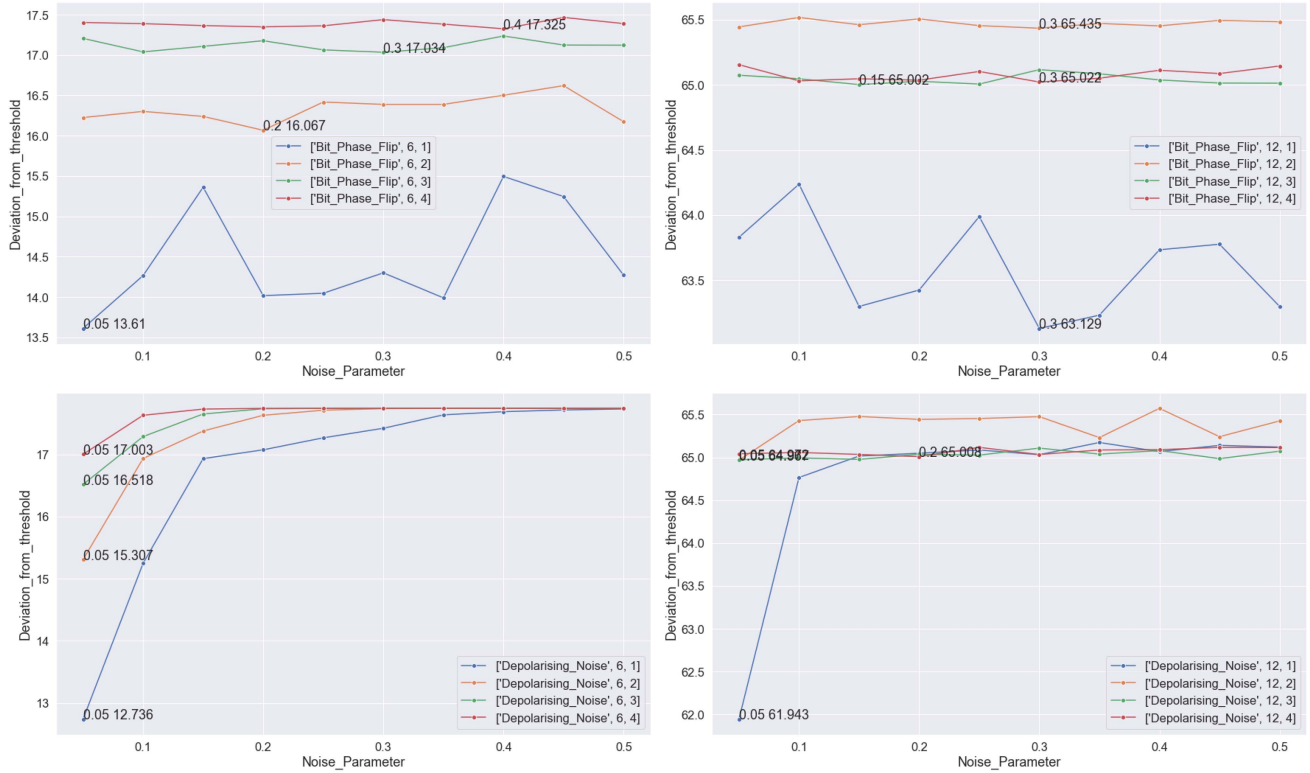 17.5
17.0
16.5
16.0
15.5
15.0
14.5
14.0
13.5
Deviation_from_threshold
0.4 17.325
0.3 17.034
0.2 16.067
0.05 13.61
['Bit_Phase_Flip', 6, 1]
['Bit_Phase_Flip', 6, 2]
['Bit_Phase_Flip', 6, 3]
['Bit_Phase_Flip', 6, 4]
0.1 0.2 0.3 0.4 0.5
Noise_Parameter
65.5
65.0
64.5
64.0
63.5
Deviation_from_threshold
0.3 65.435
0.15 65.002
0.3 65.022
0.3 63.129
['Bit_Phase_Flip', 12, 1]
['Bit_Phase_Flip', 12, 2]
['Bit_Phase_Flip', 12, 3]
['Bit_Phase_Flip', 12, 4]
0.1 0.2 0.3 0.4 0.5
Noise_Parameter
17
16
15
14
13
Deviation_from_threshold
0.05 17.003
0.05 16.518
0.05 15.307
0.05 12.736
['Depolarising_Noise', 6, 1]
['Depolarising_Noise', 6, 2]
['Depolarising_Noise', 6, 3]
['Depolarising_Noise', 6, 4]
0.1 0.2 0.3 0.4 0.5
Noise_Parameter
65.5
65.0
64.5
64.0
63.5
63.0
62.5
62.0
Deviation_from_threshold
0.2 65.008
0.05 61.943
['Depolarising_Noise', 12, 1]
['Depolarising_Noise', 12, 2]
['Depolarising_Noise', 12, 3]
['Depolarising_Noise', 12, 4]
0.1 0.2 0.3 0.4 0.5
Noise_Parameter